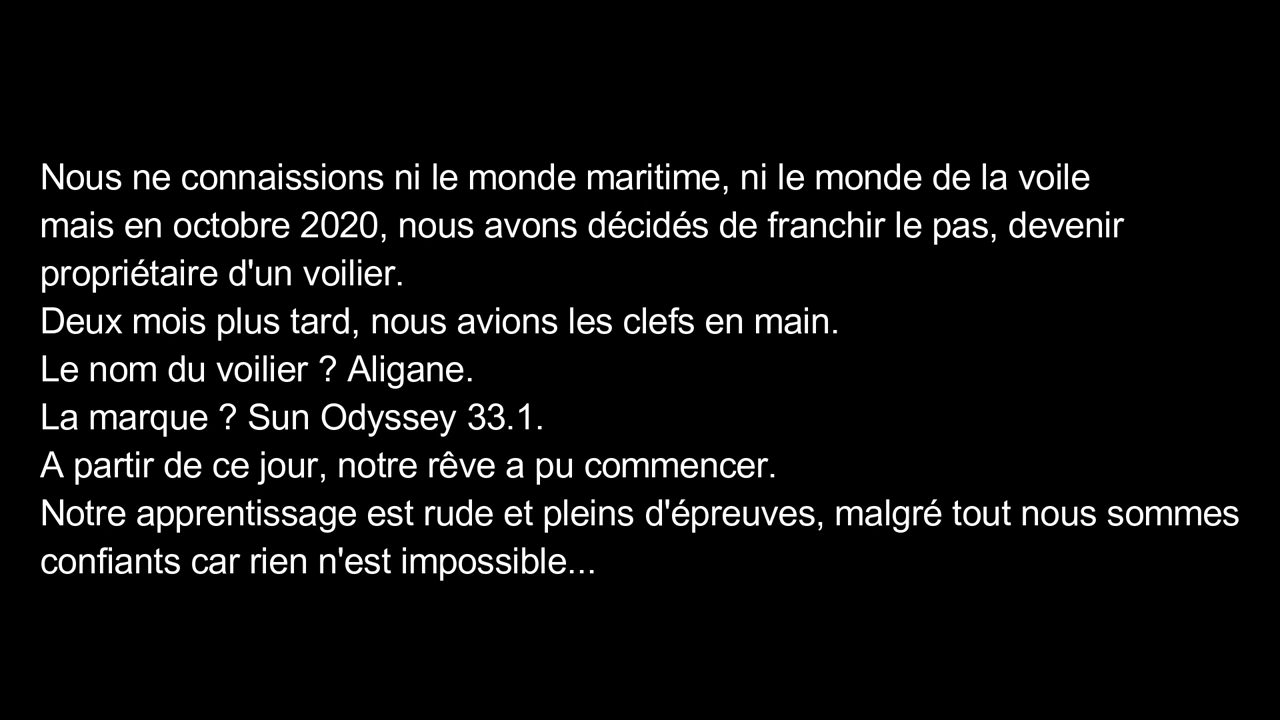 Nous ne connaissions ni le monde maritime, ni le monde de la voile
mais en octobre 2020, nous avons décidés de franchir le pas, devenir
propriétaire d'un voilier.
Deux mois plus tard, nous avions les clefs en main.
Le nom du voilier ? Aligane.
La marque ? Sun Odyssey 33.1.
A partir de ce jour, notre rêve a pu commencer.
Notre apprentissage est rude et pleins d'épreuves, malgré tout nous sommes
confiants car rien n'est impossible...